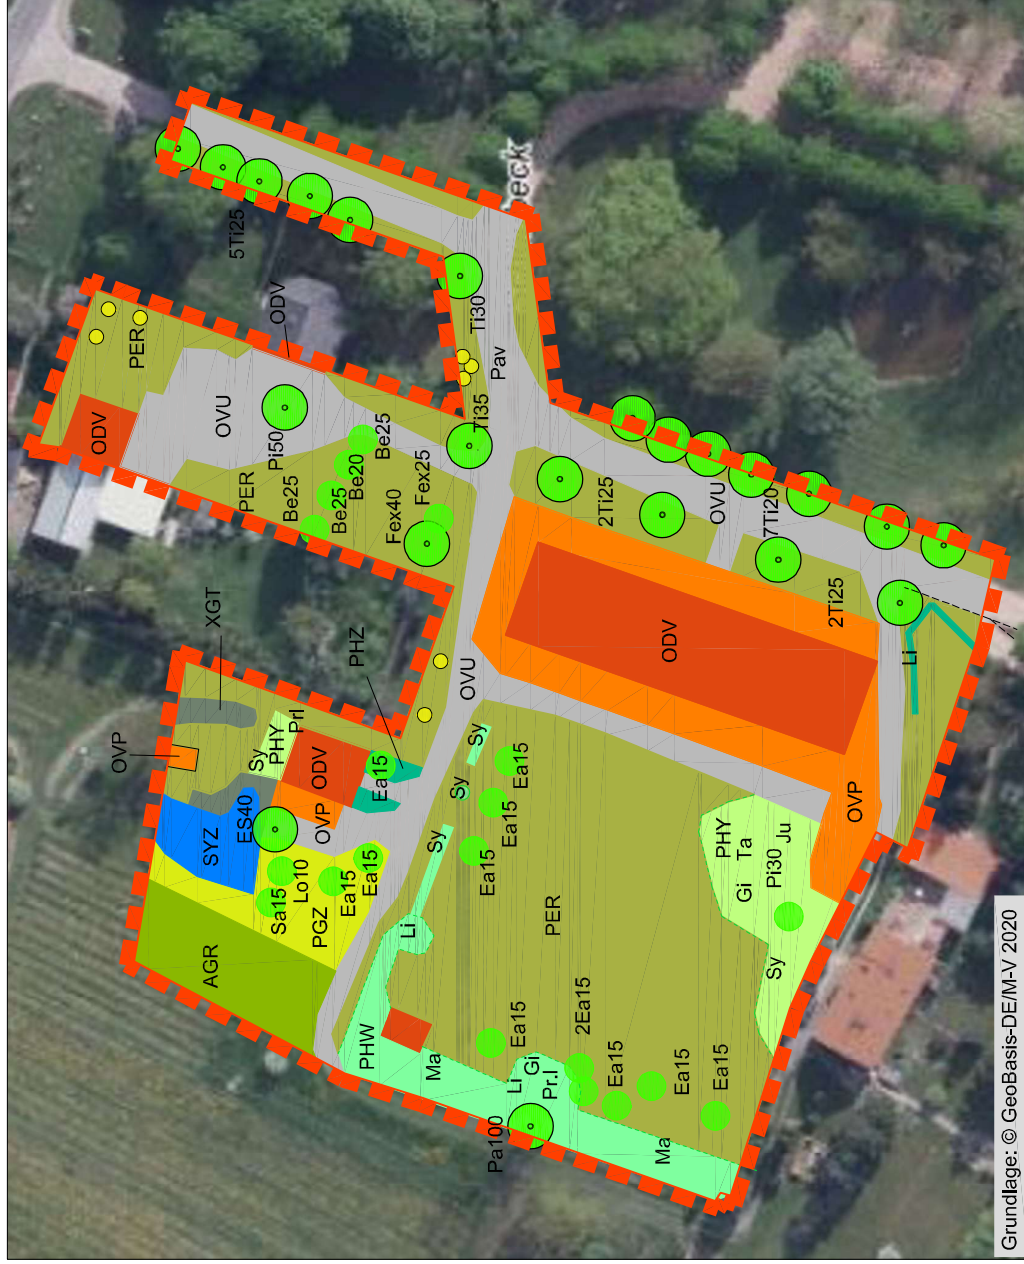 5Ti25
eck
ODV
Ti30
Pav
PER
ODV
OVU
Pi50
Ti35
Be25
Be20
Be25
Be25
PER
Fex25
Fex40
2Ti25
OVU
7Ti20
2Ti25
Li
ODV
OVP
OVU
XGT
PHZ
OVP
PrI
PHY
Sy
ODV
Ea15
OVP
ES40
SYZ
Lo10
Sa15
Ea15
Ea15
PGZ
AGR
Sy
Sy
Sy
Ea15
Ea15
Ea15
Li
PER
PHY
Gi
Ta
Pi30
Ju
Sy
PHW
Ma
Ea15
2Ea15
Li
Gi
Pr.I
Ea15
Ea15
Ea15
Pa100
Ma
Grundlage: © GeoBasis-DE/M-V 2020